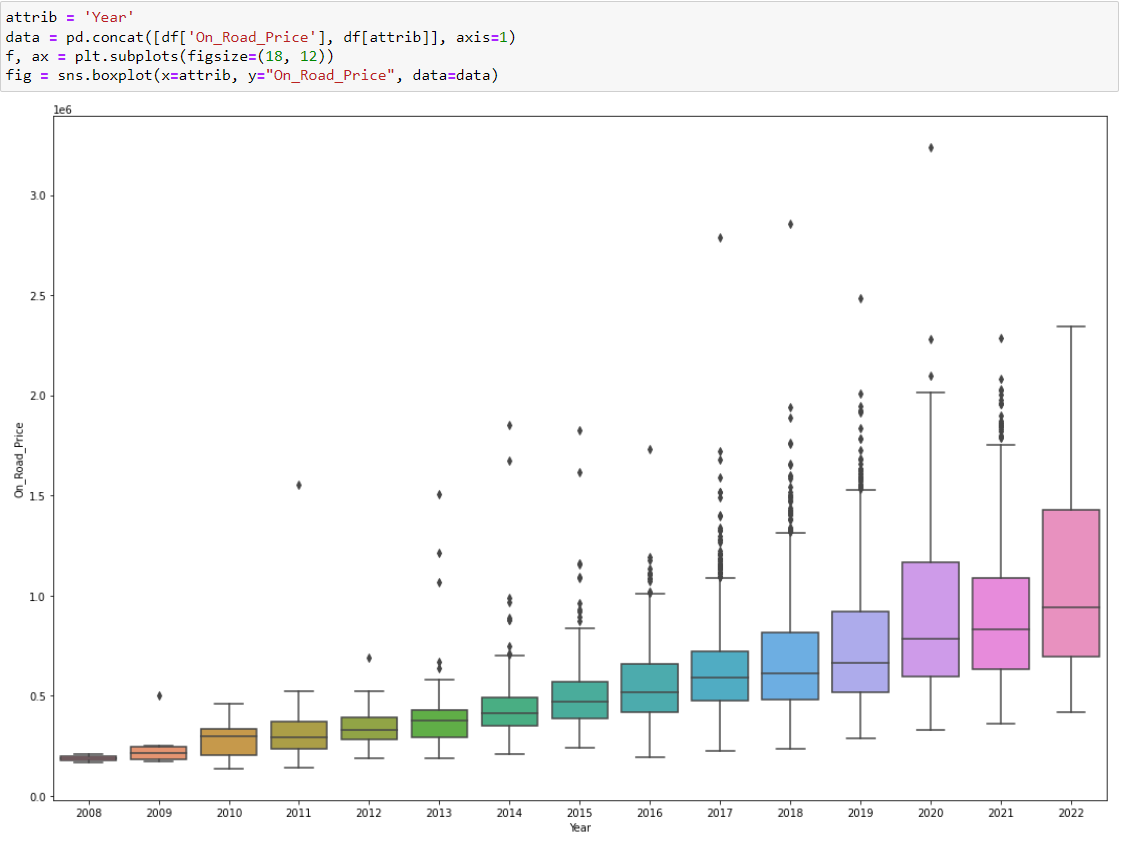 attrib = 'Year'
data = pd.concat([df['On_Road_Price'], df[attrib]], axis=1)
f, ax = plt.subplots(figsize=(18, 12))
fig = sns.boxplot(x=attrib, y="On_Road_Price", data=data)
1e6
3.0
2.5
2.0
On_Road_Price
1.5
1.0
0.5
0.0
2008 2009 2010 2011 2012 2013 2014 2015 2016 2017 2018 2019 2020 2021 2022
Year